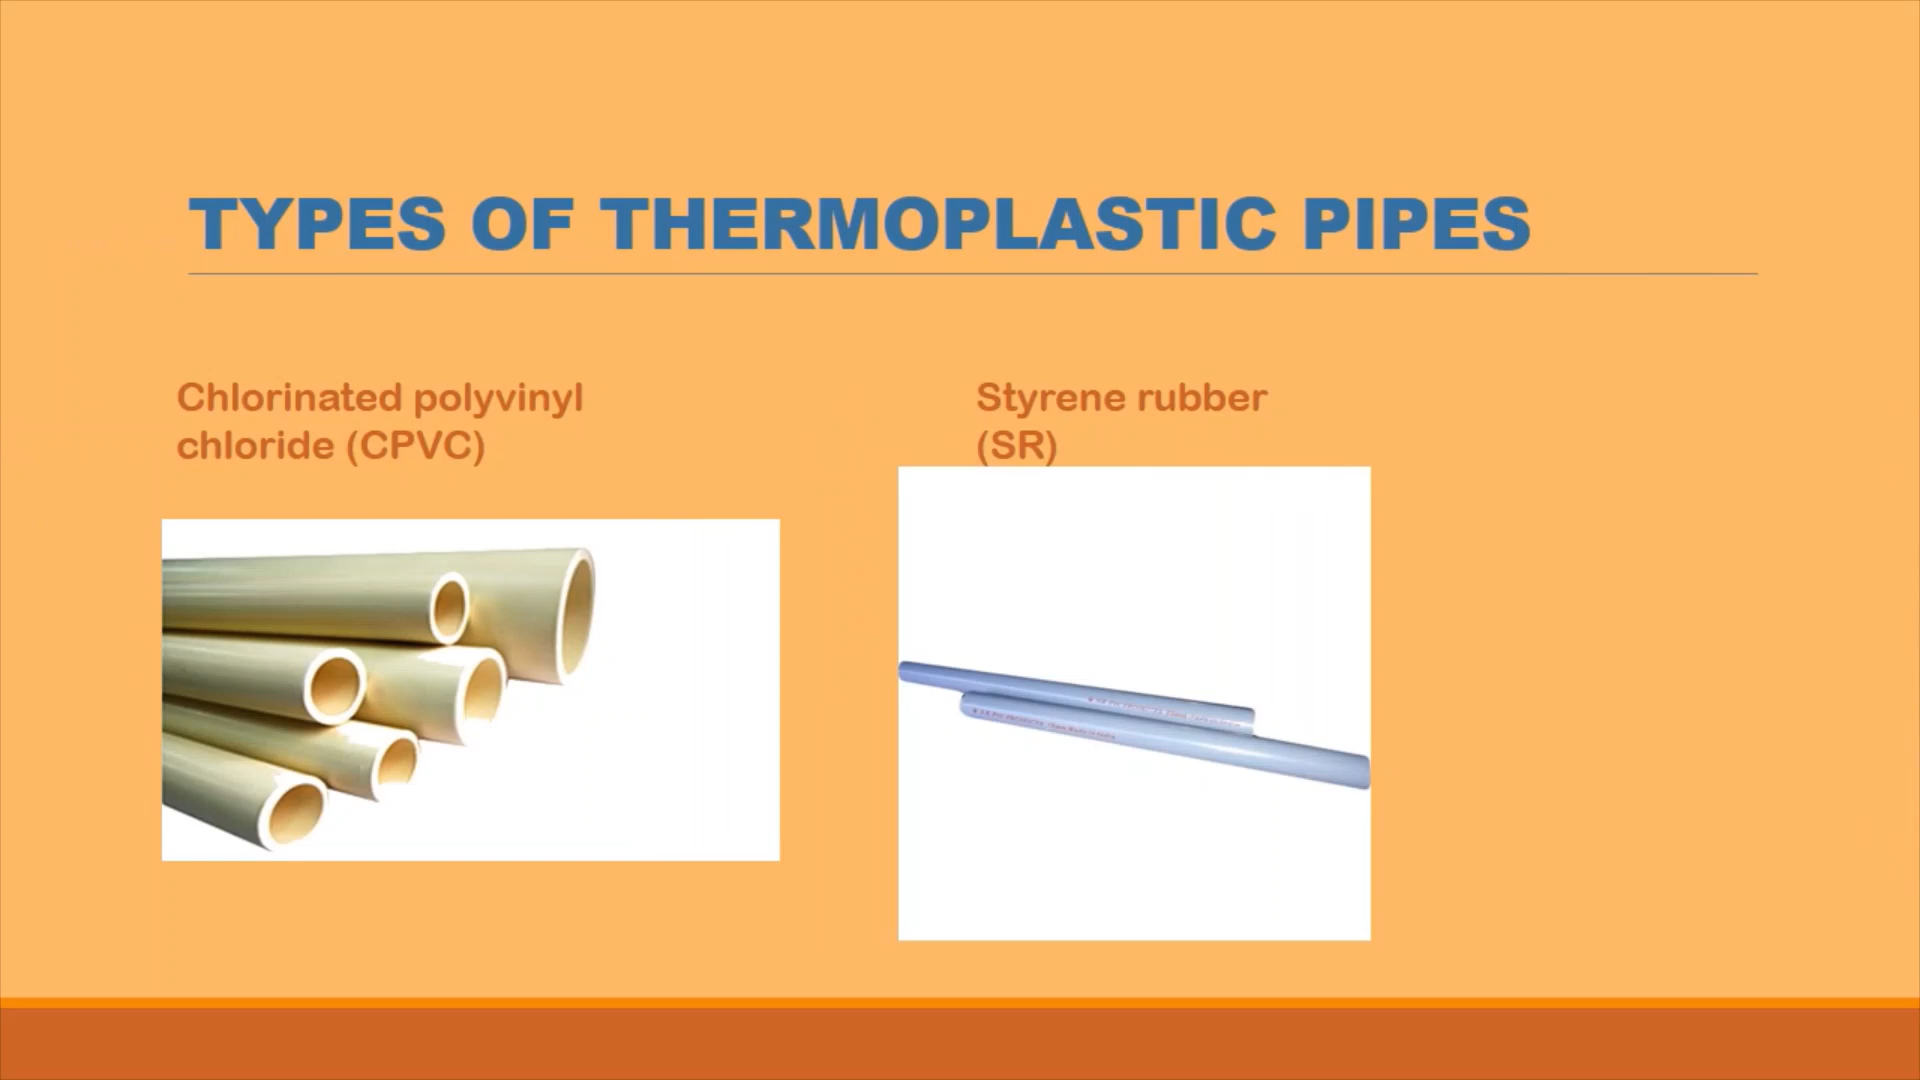 TYPES OF THERMOPLASTIC PIPES
Chlorinated polyvinyl
chloride (CPVC)
Styrene rubber
(SR)